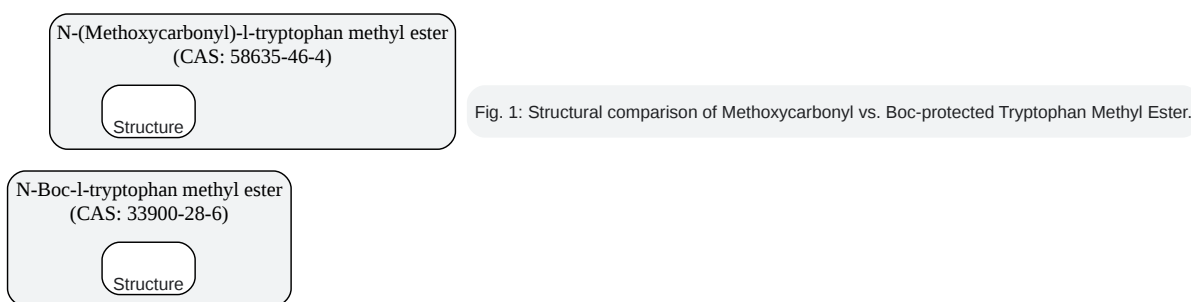 N-(Methoxycarbonyl)-l-tryptophan methyl ester
(CAS: 58635-46-4)
Structure
Fig. 1: Structural comparison of Methoxycarbonyl vs. Boc-protected Tryptophan Methyl Ester.
N-Boc-l-tryptophan methyl ester
(CAS: 33900-28-6)
Structure